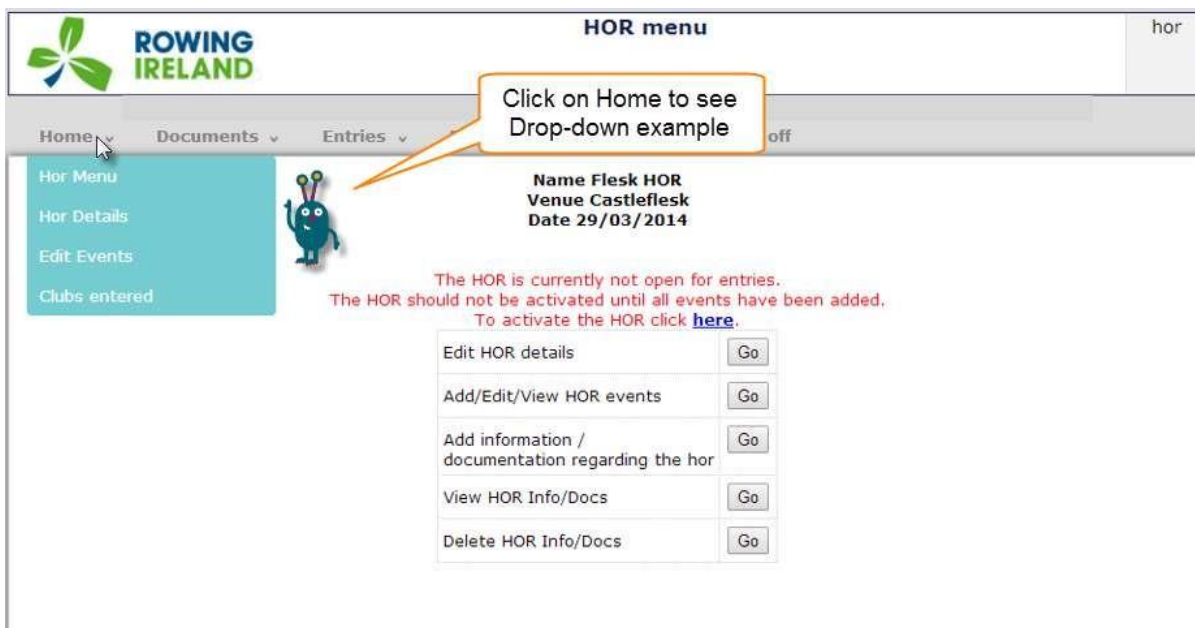 ROWING
IRELAND
HOR menu
hor
Click on Home to see
Drop-down example
Home
Documents
Entries
off
Hor Menu
Hor Details
Edit Events
Clubs entered
Name Flesk HOR
Venue Castleflesk
Date 29/03/2014
The HOR is currently not open for entries.
The HOR should not be activated until all events have been added.
To activate the HOR click here.
Edit HOR details Go
Add/Edit/View HOR events Go
Add information / Go
documentation regarding the hor
View HOR Info/Docs Go
Delete HOR Info/Docs Go